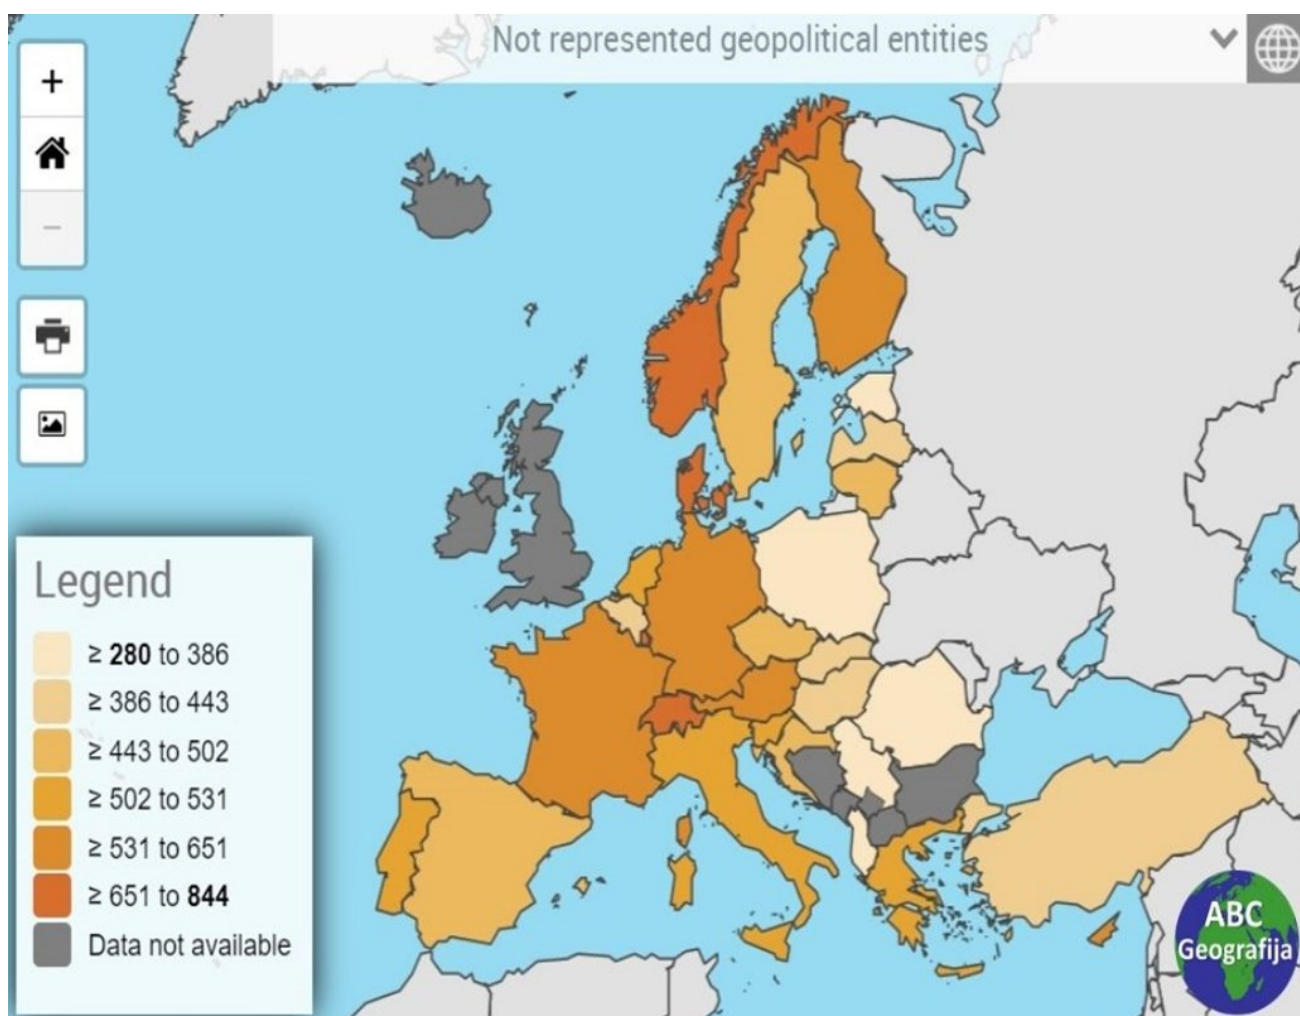 Not represented geopolitical entities
+
−
Legend
≥ 280 to 386
≥ 386 to 443
≥ 443 to 502
≥ 502 to 531
≥ 531 to 651
≥ 651 to 844
Data not available
ABC
Geografija